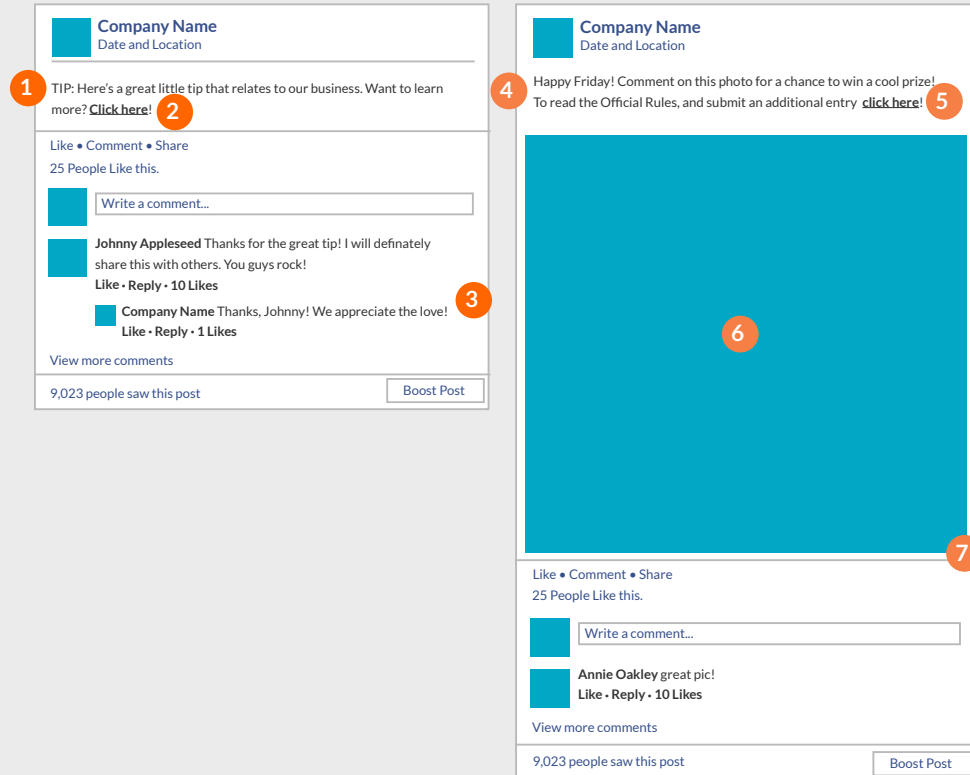 Company Name
Date and Location
1
TIP: Here's a great little tip that relates to our business. Want to learn
more? Click here!
2
Like • Comment • Share
25 People Like this.
Write a comment...
Johnny Appleseed Thanks for the great tip! I will definately
share this with others. You guys rock!
Like • Reply • 10 Likes
3
Company Name Thanks, Johnny! We appreciate the love!
Like • Reply • 1 Likes
View more comments
9,023 people saw this post
Boost Post
Company Name
Date and Location
4
Happy Friday! Comment on this photo for a chance to win a cool prize!
To read the Official Rules, and submit an additional entry click here!
5
6
7
Like • Comment • Share
25 People Like this.
Write a comment...
Annie Oakley great pic!
Like • Reply • 10 Likes
View more comments
9,023 people saw this post
Boost Post